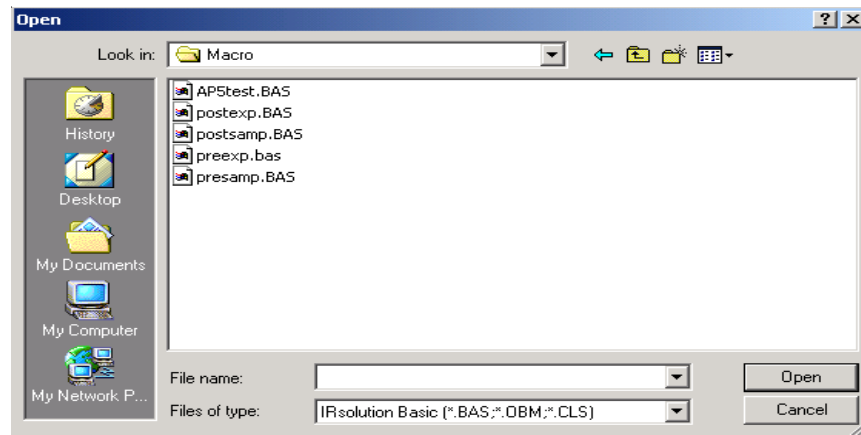 Open
Look in: Macro
AP5test.BAS
postexp.BAS
postsamp.BAS
preexp.bas
presamp.BAS
History
Desktop
My Documents
My Computer
My Network P...
File name:
Open
Files of type: IRsolution Basic (*.BAS;*.OBM;*.CLS)
Cancel